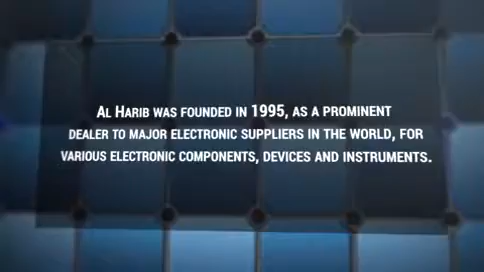 AL HARIB WAS FOUNDED IN 1995, AS A PROMINENT
DEALER TO MAJOR ELECTRONIC SUPPLIERS IN THE WORLD, FOR
VARIOUS ELECTRONIC COMPONENTS, DEVICES AND INSTRUMENTS.